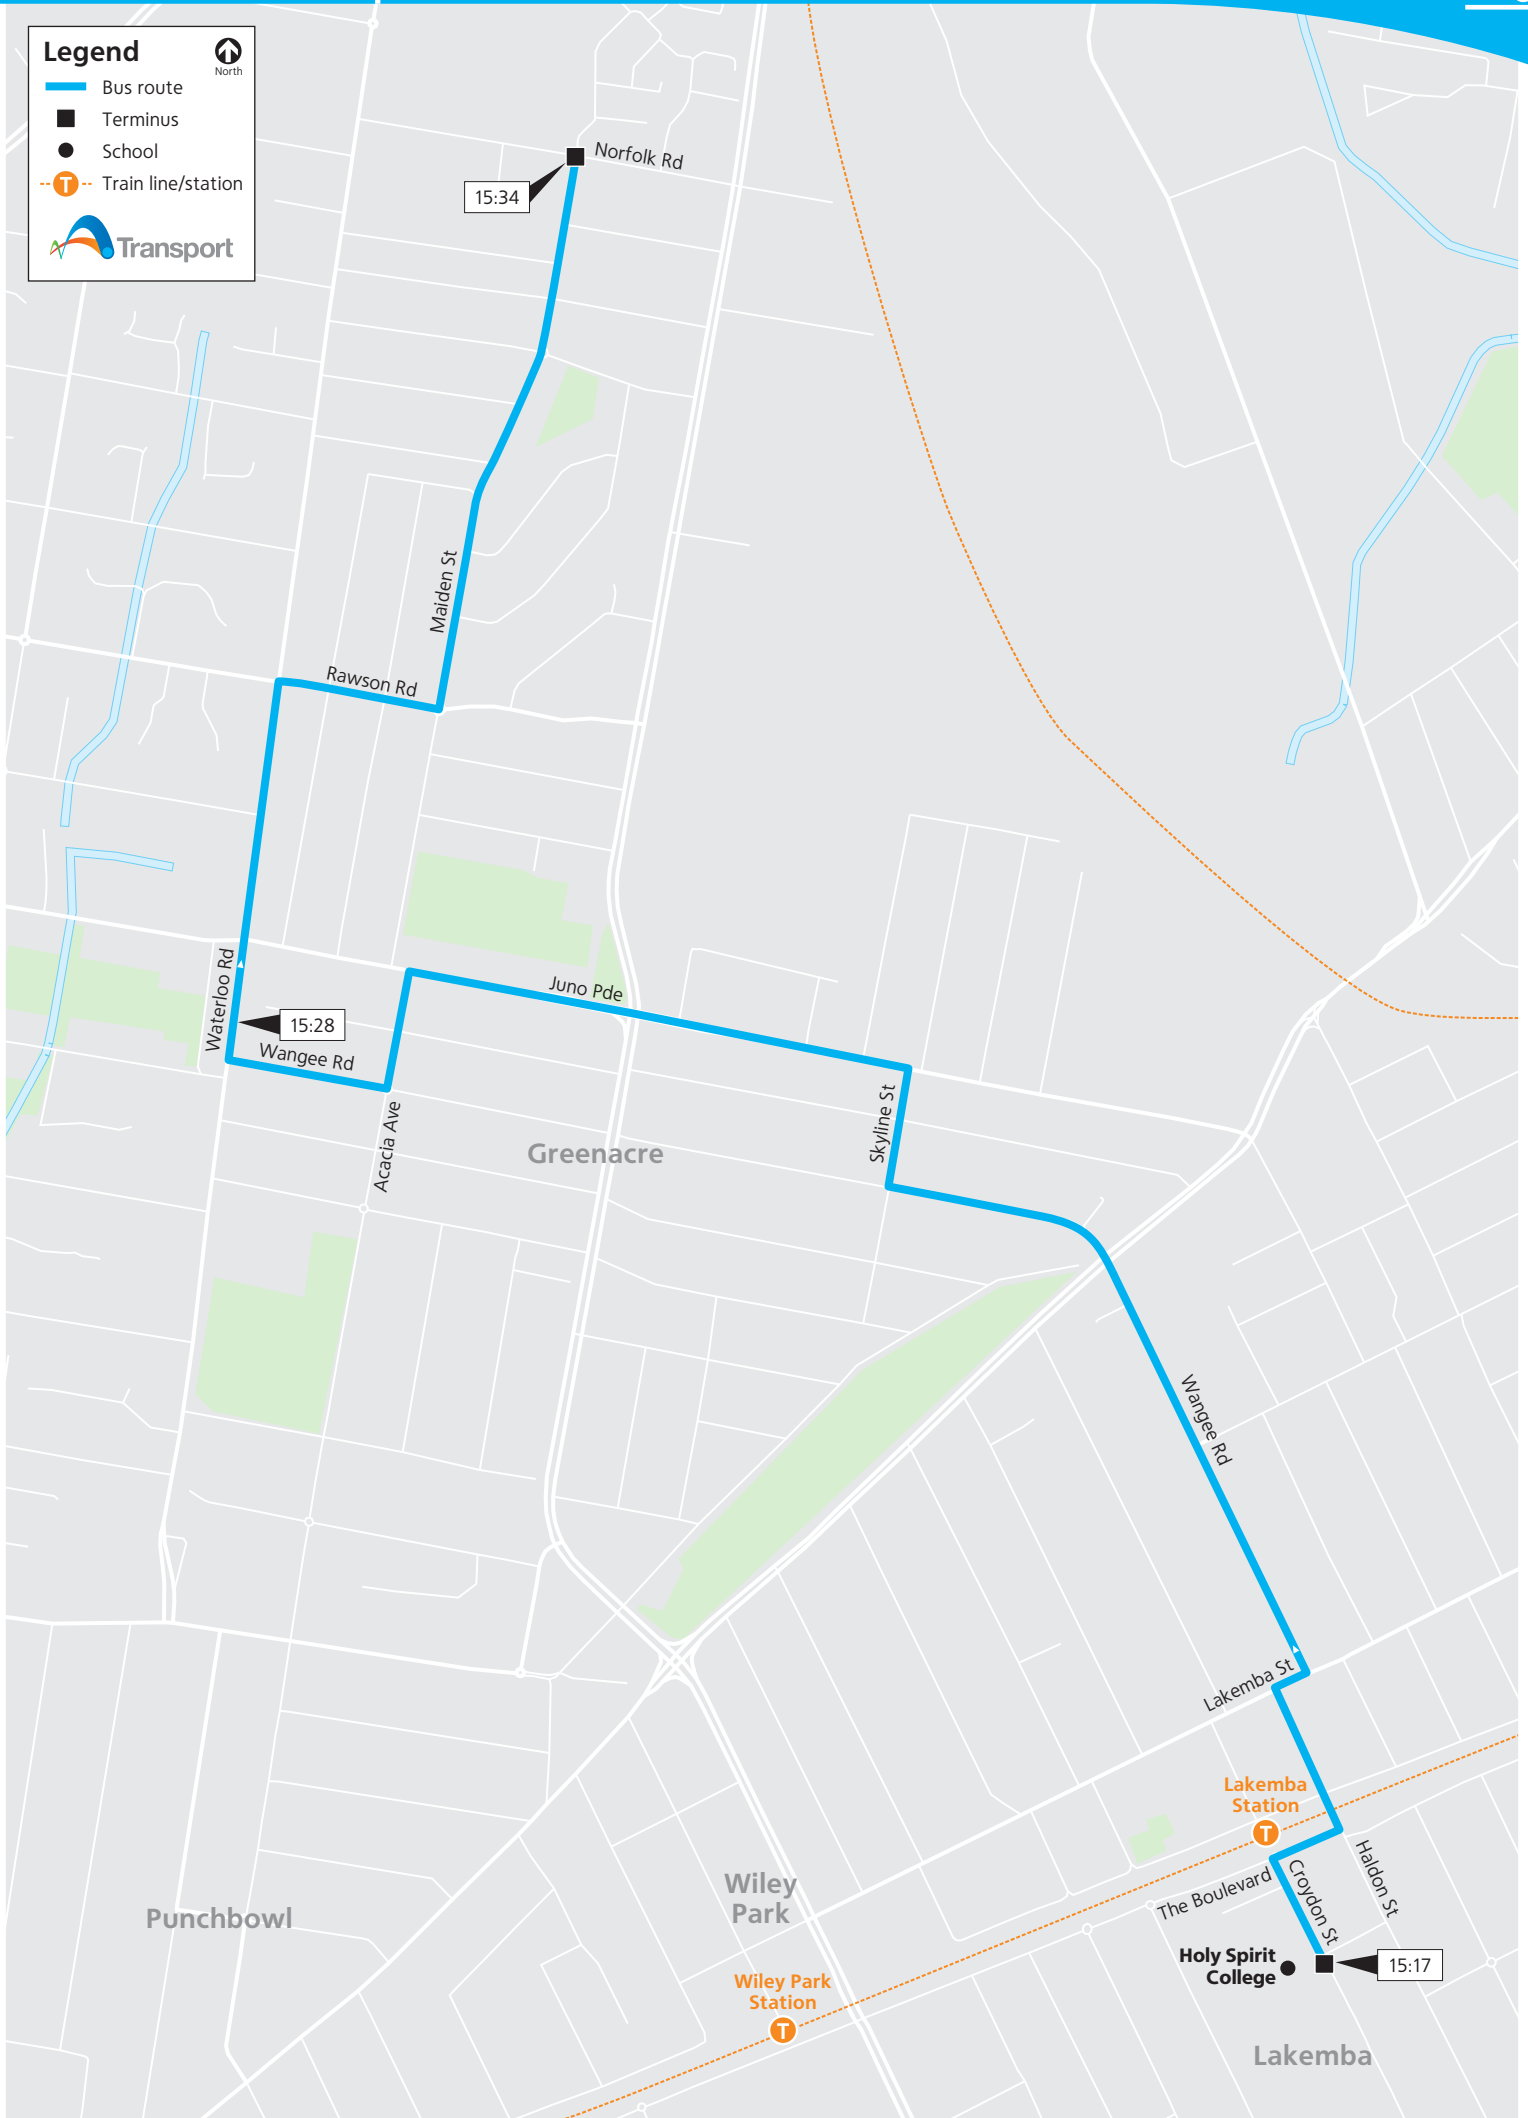 Legend
North
Bus route
Terminus
School
T
Train line/station
Transport
Norfolk Rd
15:34
Maiden St
Rawson Rd
Waterloo Rd
Juno Pde
15:28
Wangee Rd
Acacia Ave
Skyline St
Greenacre
Wangee Rd
Lakemba St
Lakemba
Station
T
Haldon St
The Boulevard
Croydon St
Wiley
Park
Punchbowl
Holy Spirit
College
15:17
Wiley Park
Station
T
Lakemba